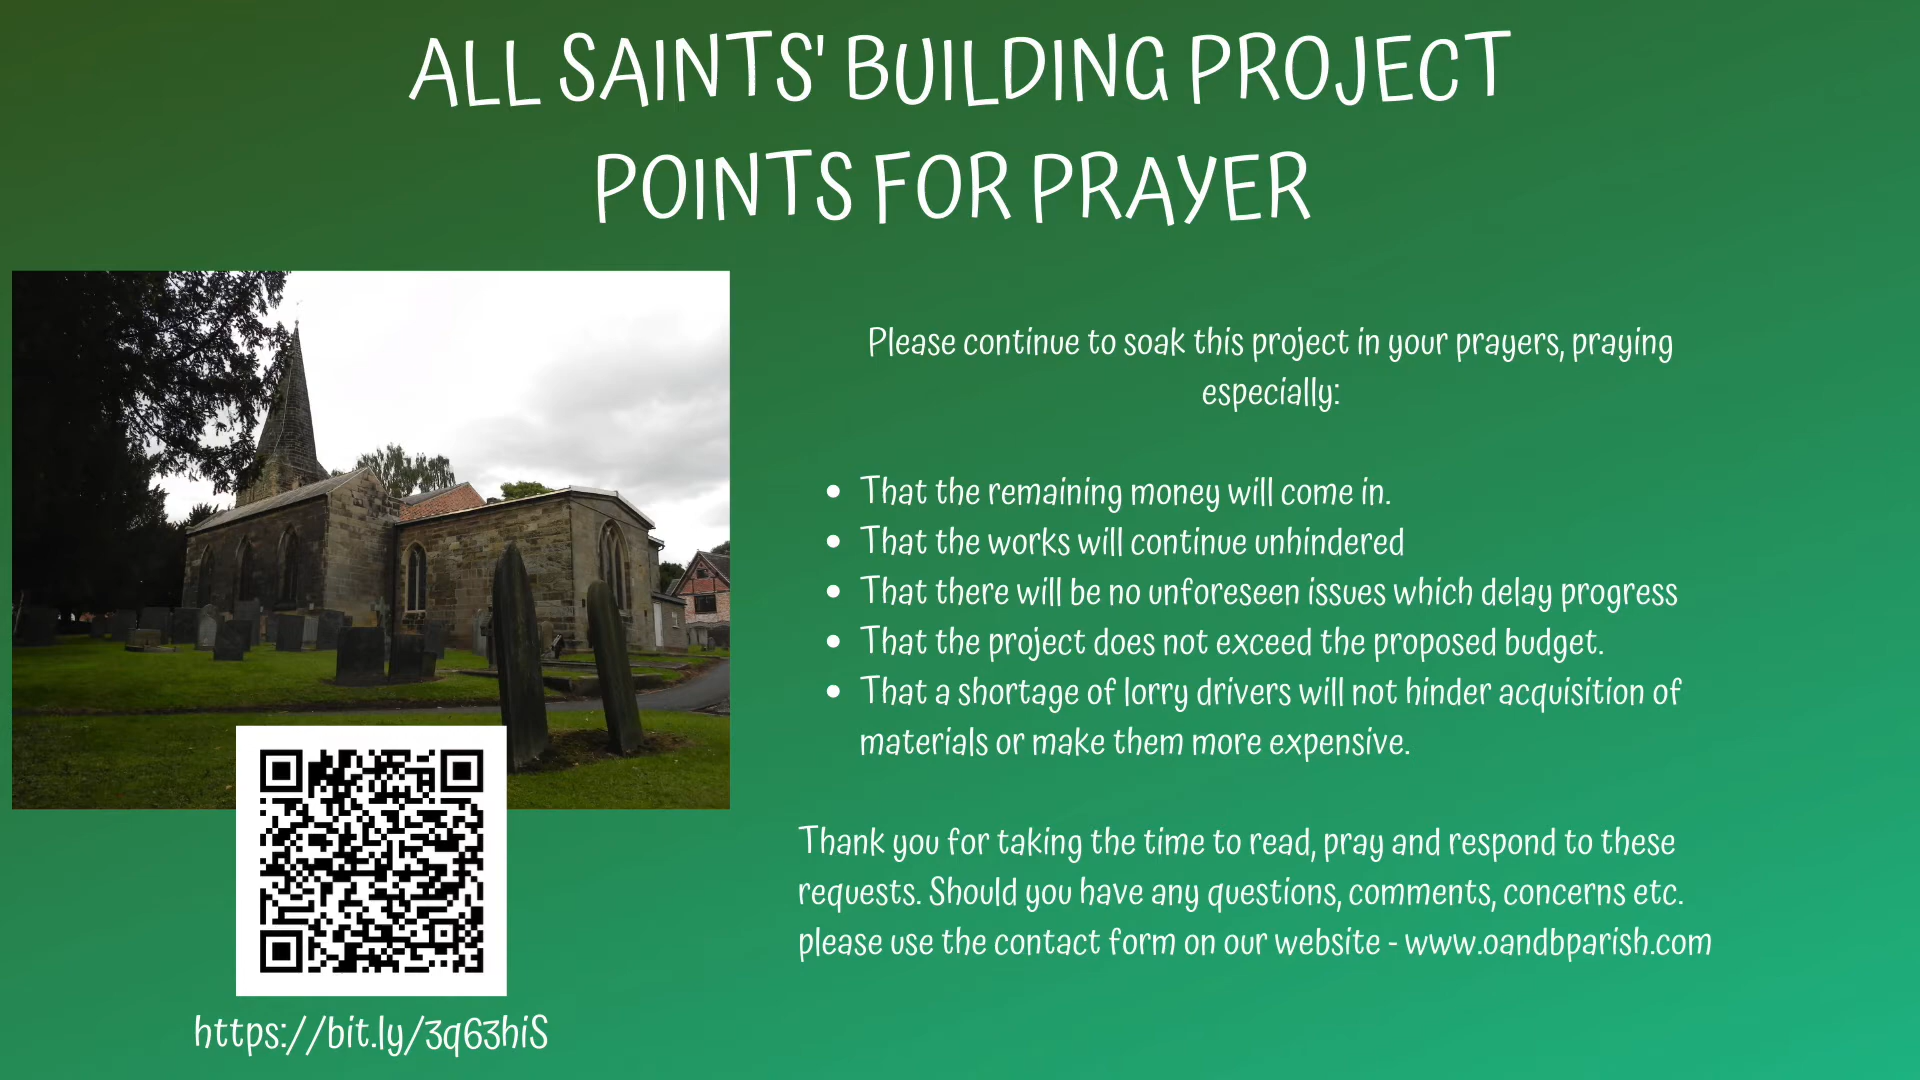 ALL SAINTS' BUILDING PROJECT
POINTS FOR PRAYER
Please continue to soak this project in your prayers, praying
especially:
• That the remaining money will come in.
• That the works will continue unhindered
• That there will be no unforeseen issues which delay progress
• That the project does not exceed the proposed budget.
• That a shortage of lorry drivers will not hinder acquisition of
materials or make them more expensive.
Thank you for taking the time to read, pray and respond to these
requests. Should you have any questions, comments, concerns etc.
please use the contact form on our website - www.oandbparish.com
https://bit.ly/3q63hiS